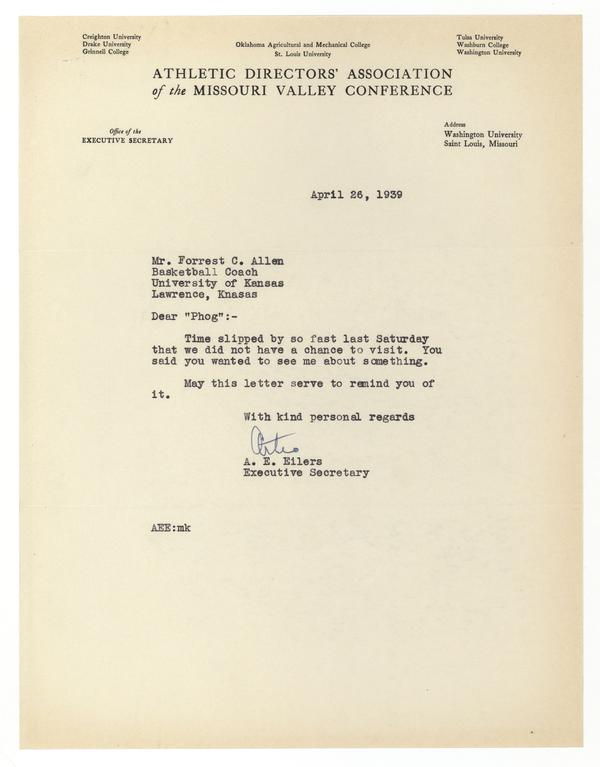 Creighton University
Drake University
Grinnell College
Oklahoma Agricultural and Mechanical College
St. Louis University
Tulsa University
Washburn College
Washington University
ATHLETIC DIRECTORS' ASSOCIATION
of the MISSOURI VALLEY CONFERENCE
Office of the
EXECUTIVE SECRETARY
Address
Washington University
Saint Louis, Missouri
April 26, 1939
Mr. Forrest C. Allen
Basketball Coach
University of Kansas
Lawrence, Knasas
Dear "Phog":-
Time slipped by so fast last Saturday
that we did not have a chance to visit. You
said you wanted to see me about something.
May this letter serve to remind you of
it.
With kind personal regards
A. E. Eilers
Executive Secretary
AEE:mk